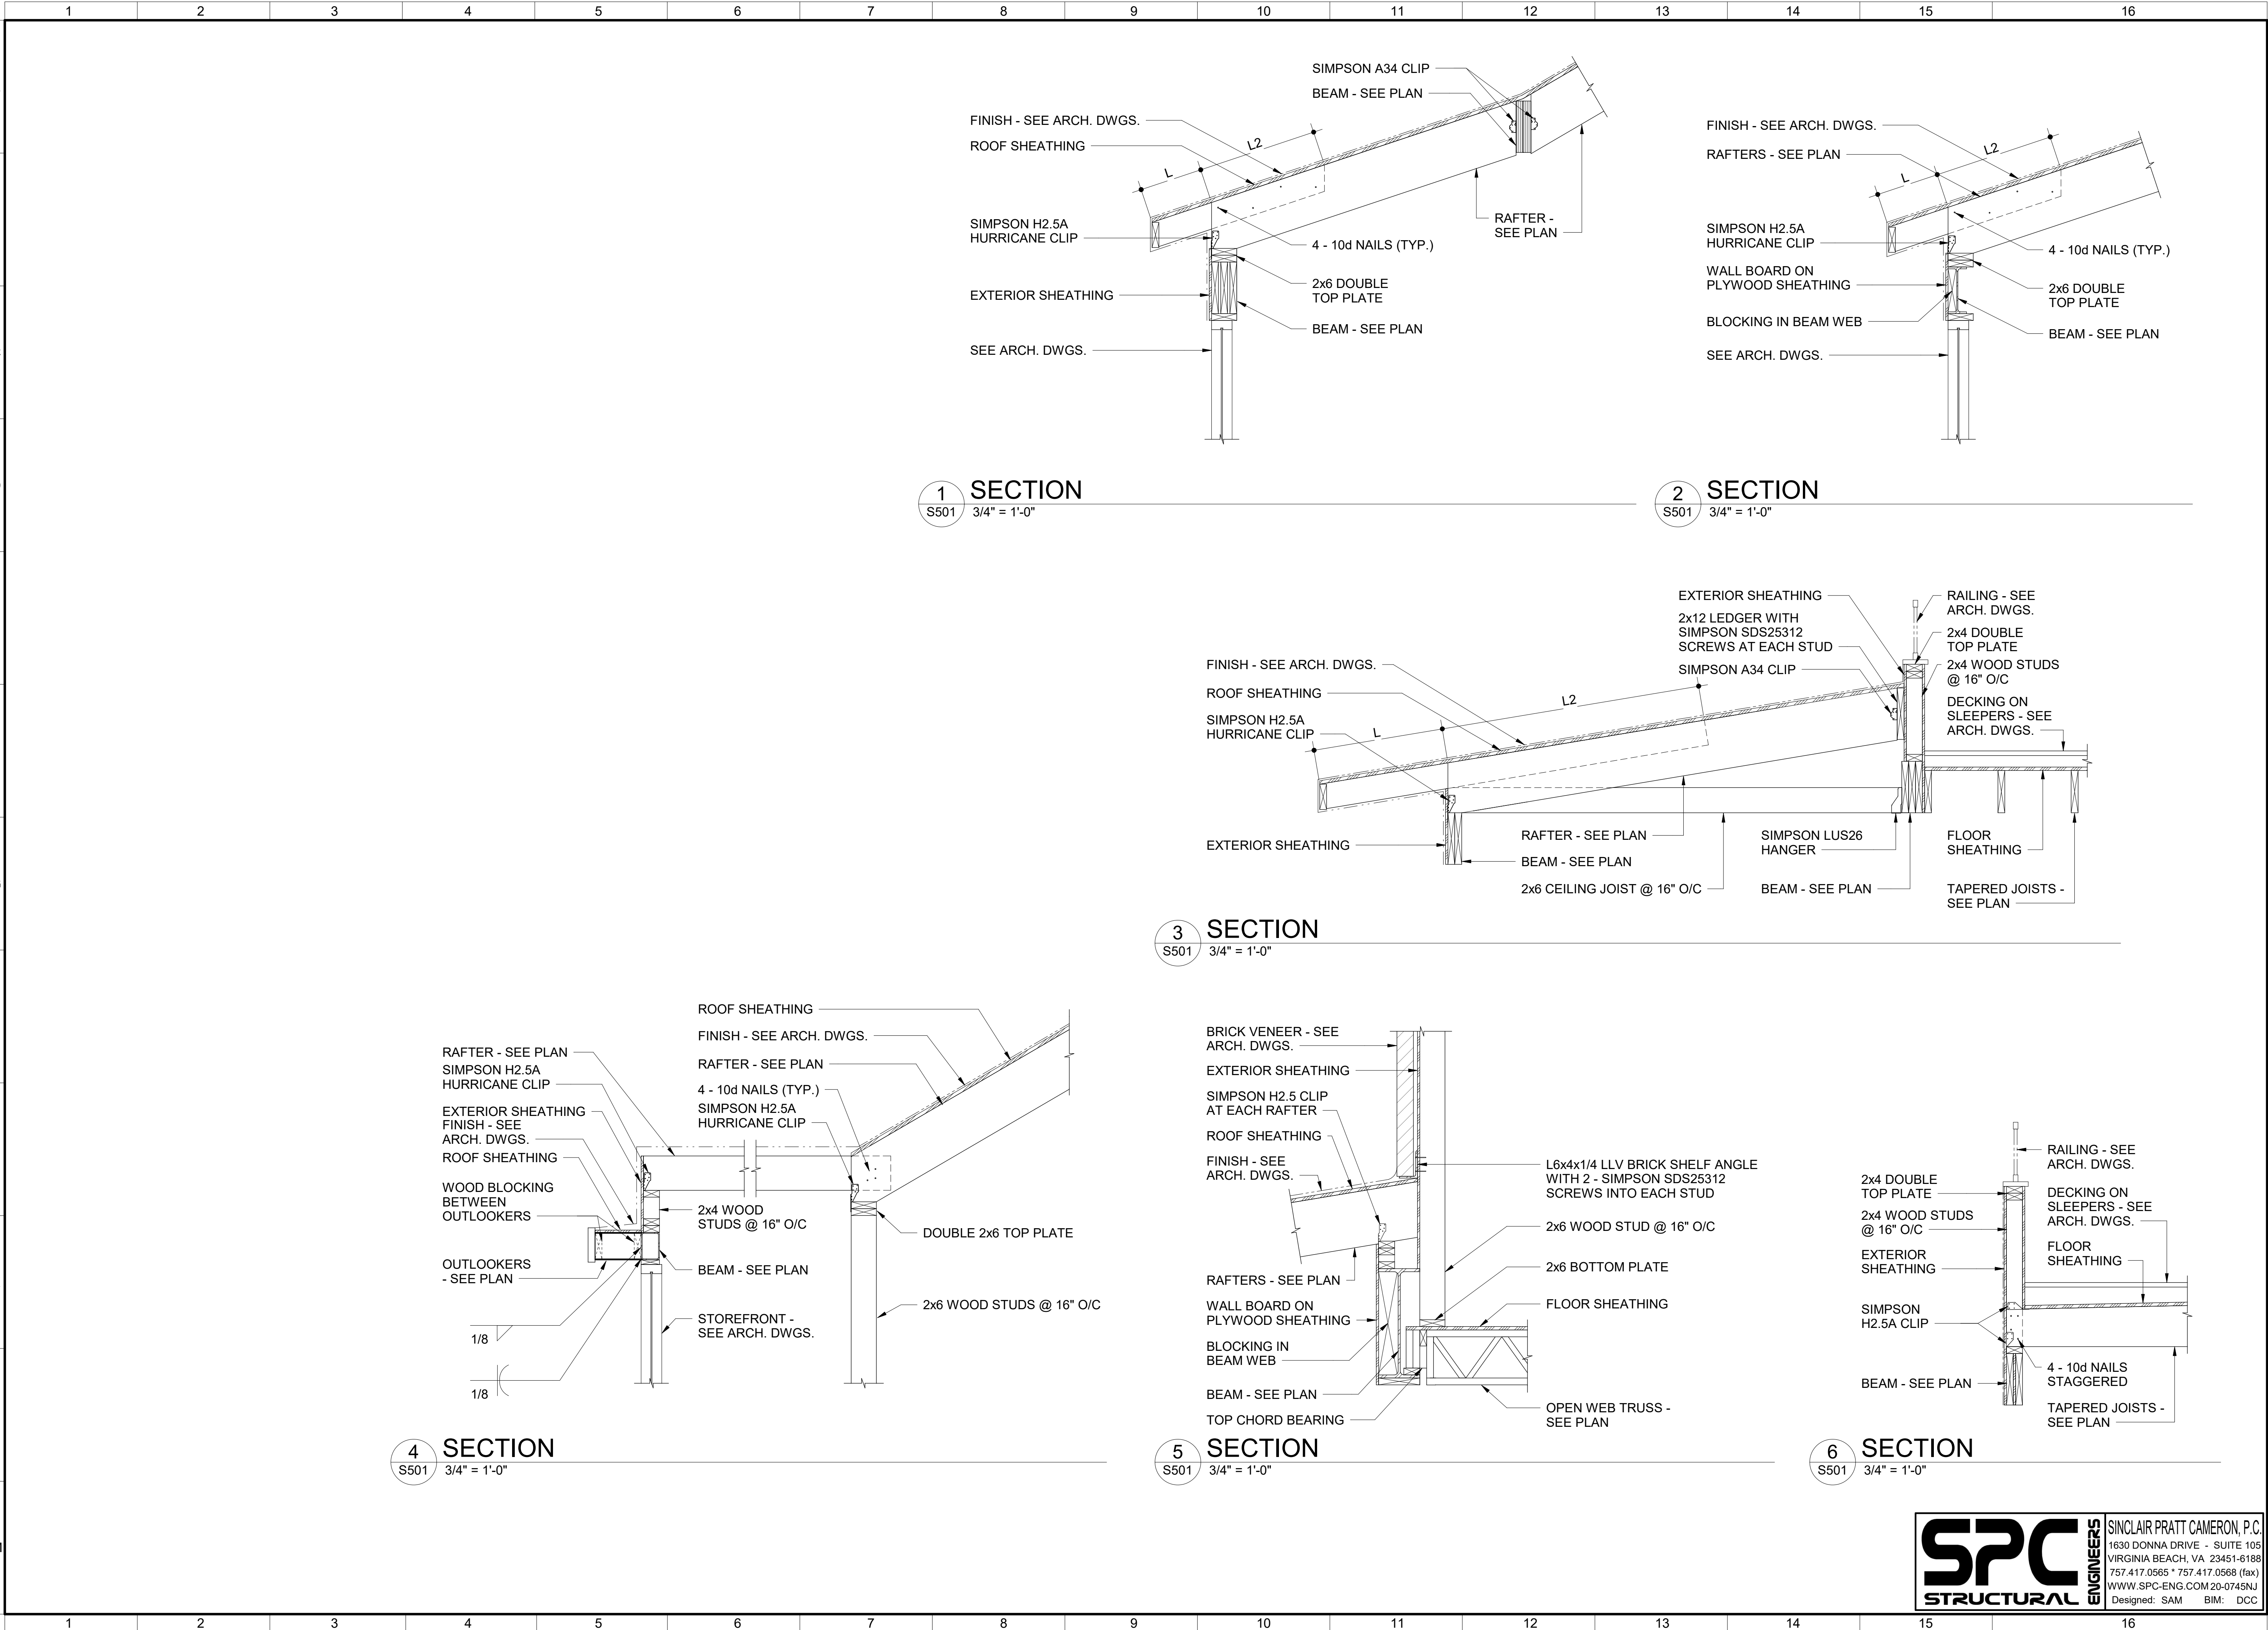 1 2 3 4 5 6 7 8 9 10 11 12 13 14 15 16
SIMPSON A34 CLIP
BEAM - SEE PLAN
FINISH - SEE ARCH. DWGS.
ROOF SHEATHING
L
L2
SIMPSON H2.5A
HURRICANE CLIP
RAFTER -
SEE PLAN
4 - 10d NAILS (TYP.)
2x6 DOUBLE
TOP PLATE
EXTERIOR SHEATHING
BEAM - SEE PLAN
SEE ARCH. DWGS.
1
S501
SECTION
3/4" = 1'-0"
FINISH - SEE ARCH. DWGS.
RAFTERS - SEE PLAN
L
L2
SIMPSON H2.5A
HURRICANE CLIP
4 - 10d NAILS (TYP.)
WALL BOARD ON
PLYWOOD SHEATHING
2x6 DOUBLE
TOP PLATE
BLOCKING IN BEAM WEB
BEAM - SEE PLAN
SEE ARCH. DWGS.
2
S501
SECTION
3/4" = 1'-0"
EXTERIOR SHEATHING
2x12 LEDGER WITH
SIMPSON SDS25312
SCREWS AT EACH STUD
SIMPSON A34 CLIP
RAILING - SEE
ARCH. DWGS.
2x4 DOUBLE
TOP PLATE
2x4 WOOD STUDS
@ 16" O/C
DECKING ON
SLEEPERS - SEE
ARCH. DWGS.
FINISH - SEE ARCH. DWGS.
ROOF SHEATHING
SIMPSON H2.5A
HURRICANE CLIP
L
L2
EXTERIOR SHEATHING
RAFTER - SEE PLAN
BEAM - SEE PLAN
2x6 CEILING JOIST @ 16" O/C
SIMPSON LUS26
HANGER
BEAM - SEE PLAN
FLOOR
SHEATHING
TAPERED JOISTS -
SEE PLAN
3
S501
SECTION
3/4" = 1'-0"
ROOF SHEATHING
FINISH - SEE ARCH. DWGS.
RAFTER - SEE PLAN
4 - 10d NAILS (TYP.)
SIMPSON H2.5A
HURRICANE CLIP
RAFTER - SEE PLAN
SIMPSON H2.5A
HURRICANE CLIP
EXTERIOR SHEATHING
FINISH - SEE
ARCH. DWGS.
ROOF SHEATHING
WOOD BLOCKING
BETWEEN
OUTLOOKERS
OUTLOOKERS
- SEE PLAN
1/8
1/8
2x4 WOOD
STUDS @ 16" O/C
BEAM - SEE PLAN
STOREFRONT -
SEE ARCH. DWGS.
DOUBLE 2x6 TOP PLATE
2x6 WOOD STUDS @ 16" O/C
4
S501
SECTION
3/4" = 1'-0"
BRICK VENEER - SEE
ARCH. DWGS.
EXTERIOR SHEATHING
SIMPSON H2.5 CLIP
AT EACH RAFTER
ROOF SHEATHING
FINISH - SEE
ARCH. DWGS.
RAFTERS - SEE PLAN
WALL BOARD ON
PLYWOOD SHEATHING
BLOCKING IN
BEAM WEB
BEAM - SEE PLAN
TOP CHORD BEARING
L6x4x1/4 LLV BRICK SHELF ANGLE
WITH 2 - SIMPSON SDS25312
SCREWS INTO EACH STUD
2x6 WOOD STUD @ 16" O/C
2x6 BOTTOM PLATE
FLOOR SHEATHING
OPEN WEB TRUSS -
SEE PLAN
5
S501
SECTION
3/4" = 1'-0"
2x4 DOUBLE
TOP PLATE
2x4 WOOD STUDS
@ 16" O/C
EXTERIOR
SHEATHING
SIMPSON
H2.5A CLIP
BEAM - SEE PLAN
RAILING - SEE
ARCH. DWGS.
DECKING ON
SLEEPERS - SEE
ARCH. DWGS.
FLOOR
SHEATHING
4 - 10d NAILS
STAGGERED
TAPERED JOISTS -
SEE PLAN
6
S501
SECTION
3/4" = 1'-0"
SPC
STRUCTURAL
ENGINEERS
SINCLAIR PRATT CAMERON, P.C.
1630 DONNA DRIVE - SUITE 105
VIRGINIA BEACH, VA 23451-6188
757.417.0565 * 757.417.0568 (fax)
WWW.SPC-ENG.COM 20-0745NJ
Designed: SAM BIM: DCC
1 2 3 4 5 6 7 8 9 10 11 12 13 14 15 16